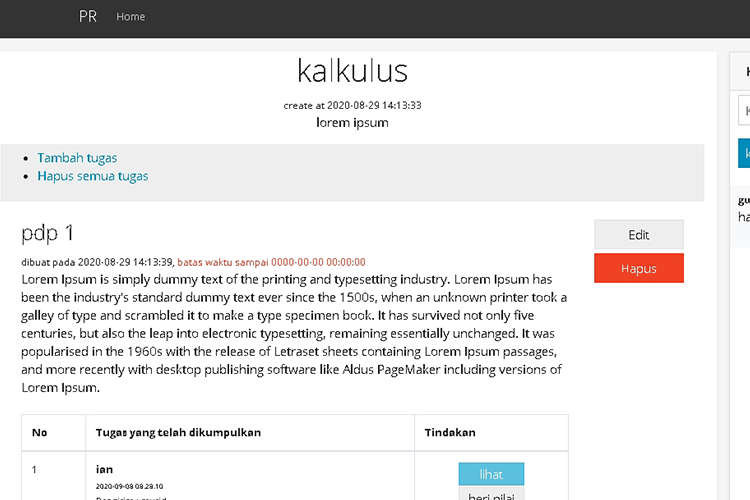 PR Home
kalkulus
create at 2020-08-29 14:13:33
lorem ipsum
Tambah tugas
Hapus semua tugas
pdp 1
Edit
dibuat pada 2020-08-29 14:13:39, batas waktu sampai 0000-00-00 00:00:00
Hapus
Lorem Ipsum is simply dummy text of the printing and typesetting industry. Lorem Ipsum has
been the industry's standard dummy text ever since the 1500s, when an unknown printer took a
galley of type and scrambled it to make a type specimen book. It has survived not only five
centuries, but also the leap into electronic typesetting, remaining essentially unchanged. It was
popularised in the 1960s with the release of Letraset sheets containing Lorem Ipsum passages,
and more recently with desktop publishing software like Aldus PageMaker including versions of
Lorem Ipsum.
No Tugas yang telah dikumpulkan Tindakan
1 ian lihat
2020-09-08 08:28:10
beri nilai